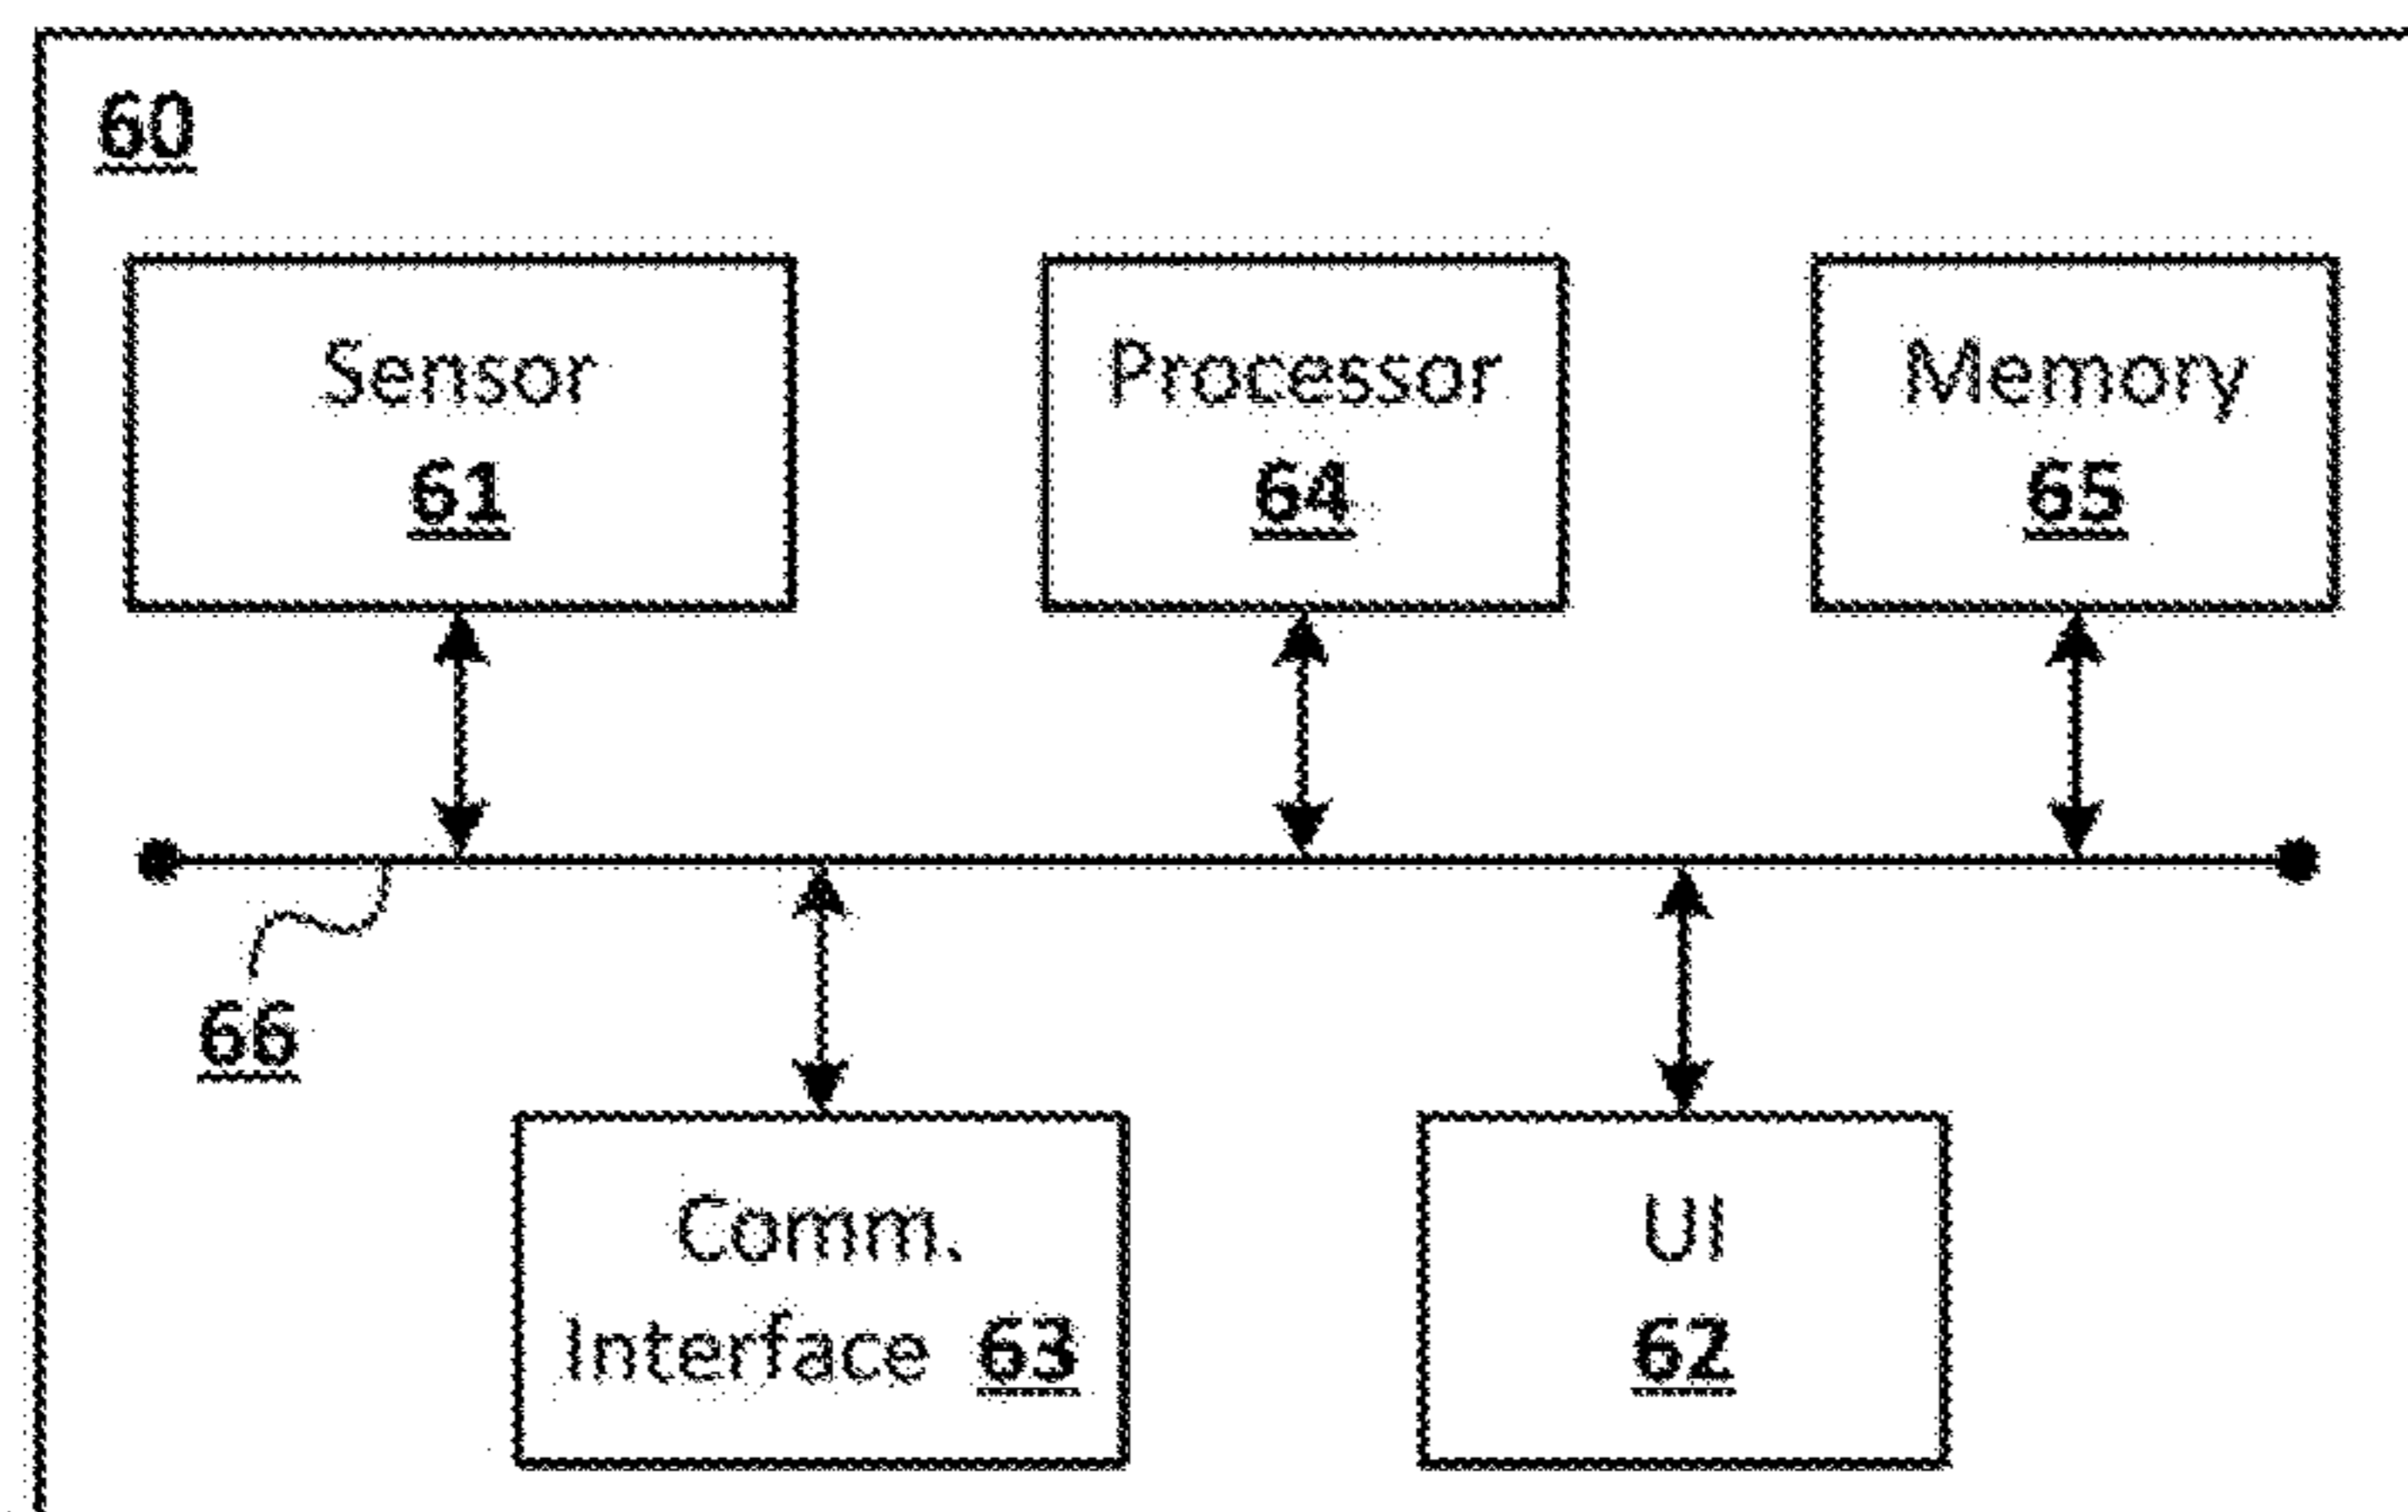 60
Sensor
61
Processor
64
Memory
65
66
Comm.
Interface 63
UI
62